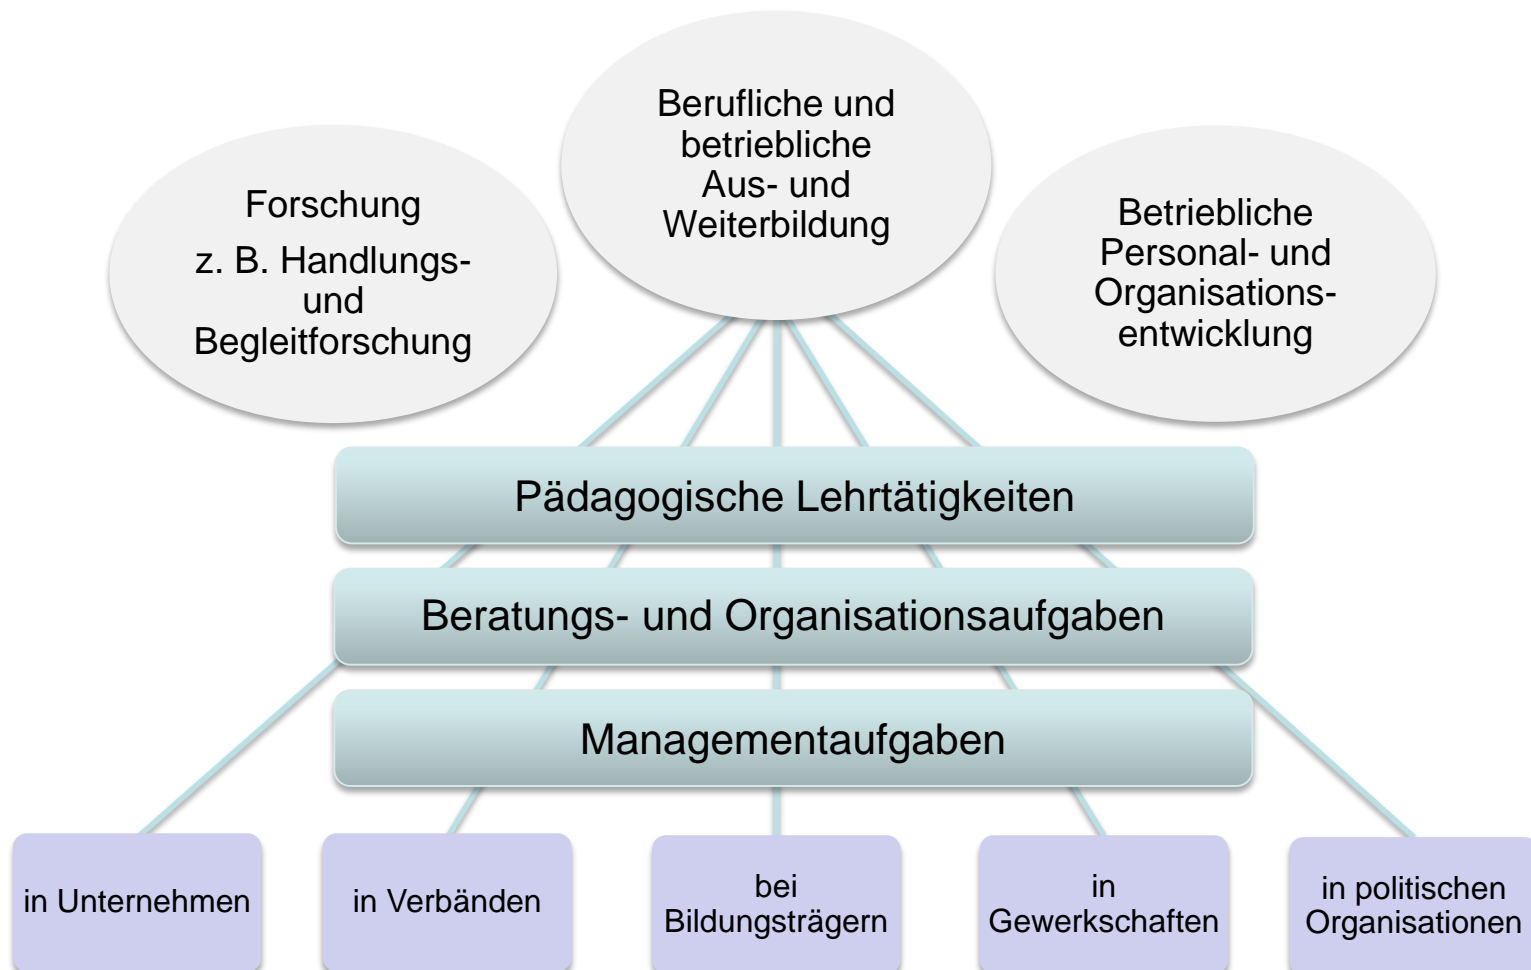 Berufliche und
betriebliche
Aus- und
Weiterbildung
Forschung
z. B. Handlungs-
und
Begleitforschung
Betriebliche
Personal- und
Organisations-
entwicklung
Pädagogische Lehrtätigkeiten
Beratungs- und Organisationsaufgaben
Managementaufgaben
in Unternehmen
in Verbänden
bei
Bildungsträgern
in
Gewerkschaften
in politischen
Organisationen